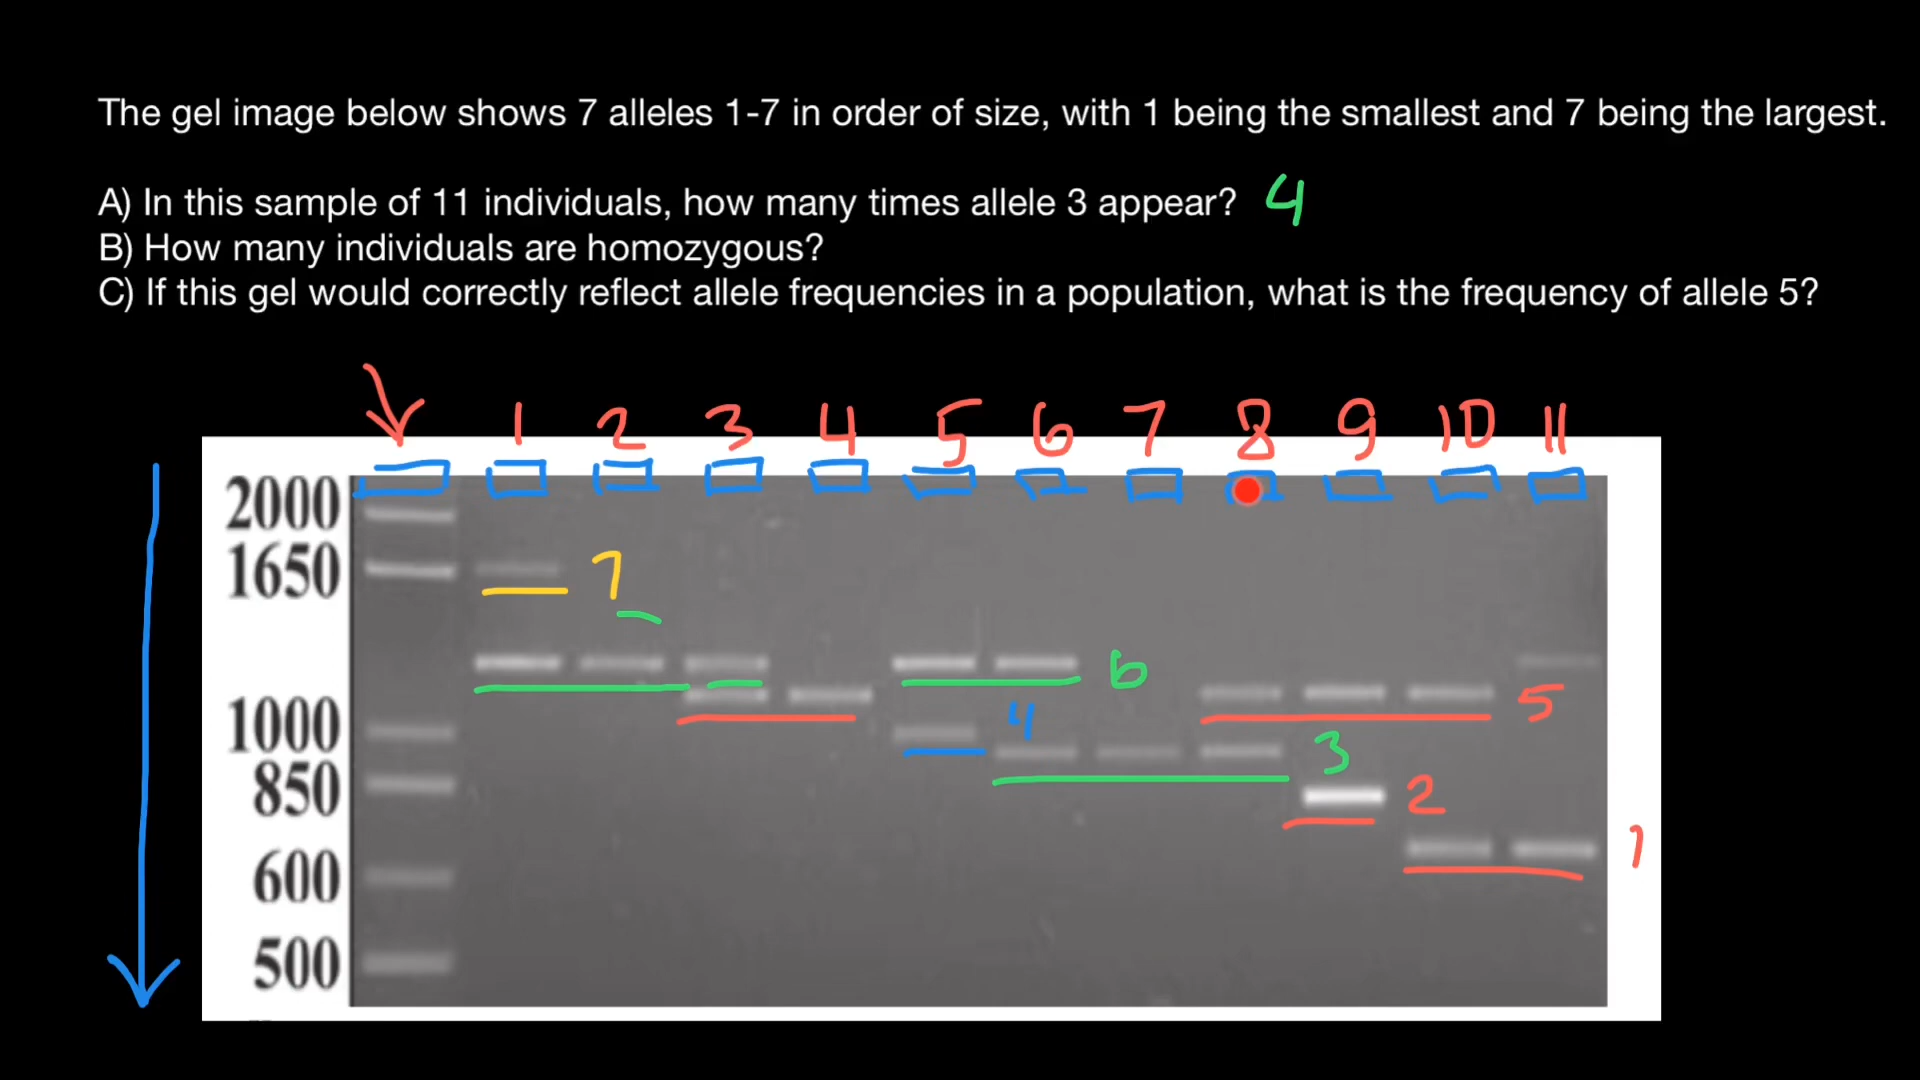 The gel image below shows 7 alleles 1-7 in order of size, with 1 being the smallest and 7 being the largest.
A) In this sample of 11 individuals, how many times allele 3 appear? 4
B) How many individuals are homozygous?
C) If this gel would correctly reflect allele frequencies in a population, what is the frequency of allele 5?
1 2 3 4 5 6 7 8 9 10 11
2000
1650 7
6
1000 5
4
3
850 2
1
600
500